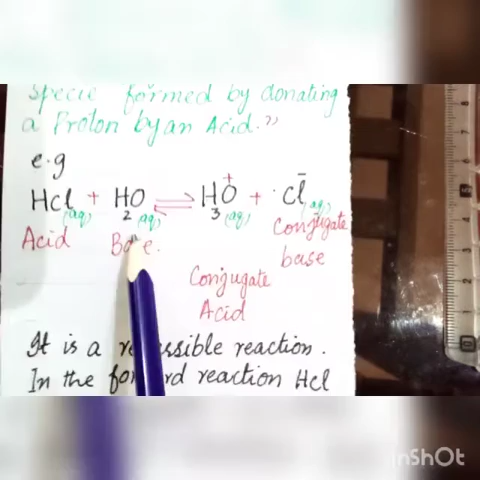 specie formed by donating
a Proton by an Acid."
e.g
HCl(aq) + H2O(aq) ⇌ H3O+(aq) + Cl-(aq)
Acid Base. Conjugate Acid Conjugate base
It is a reversible reaction.
In the forward reaction HCl
nShOt